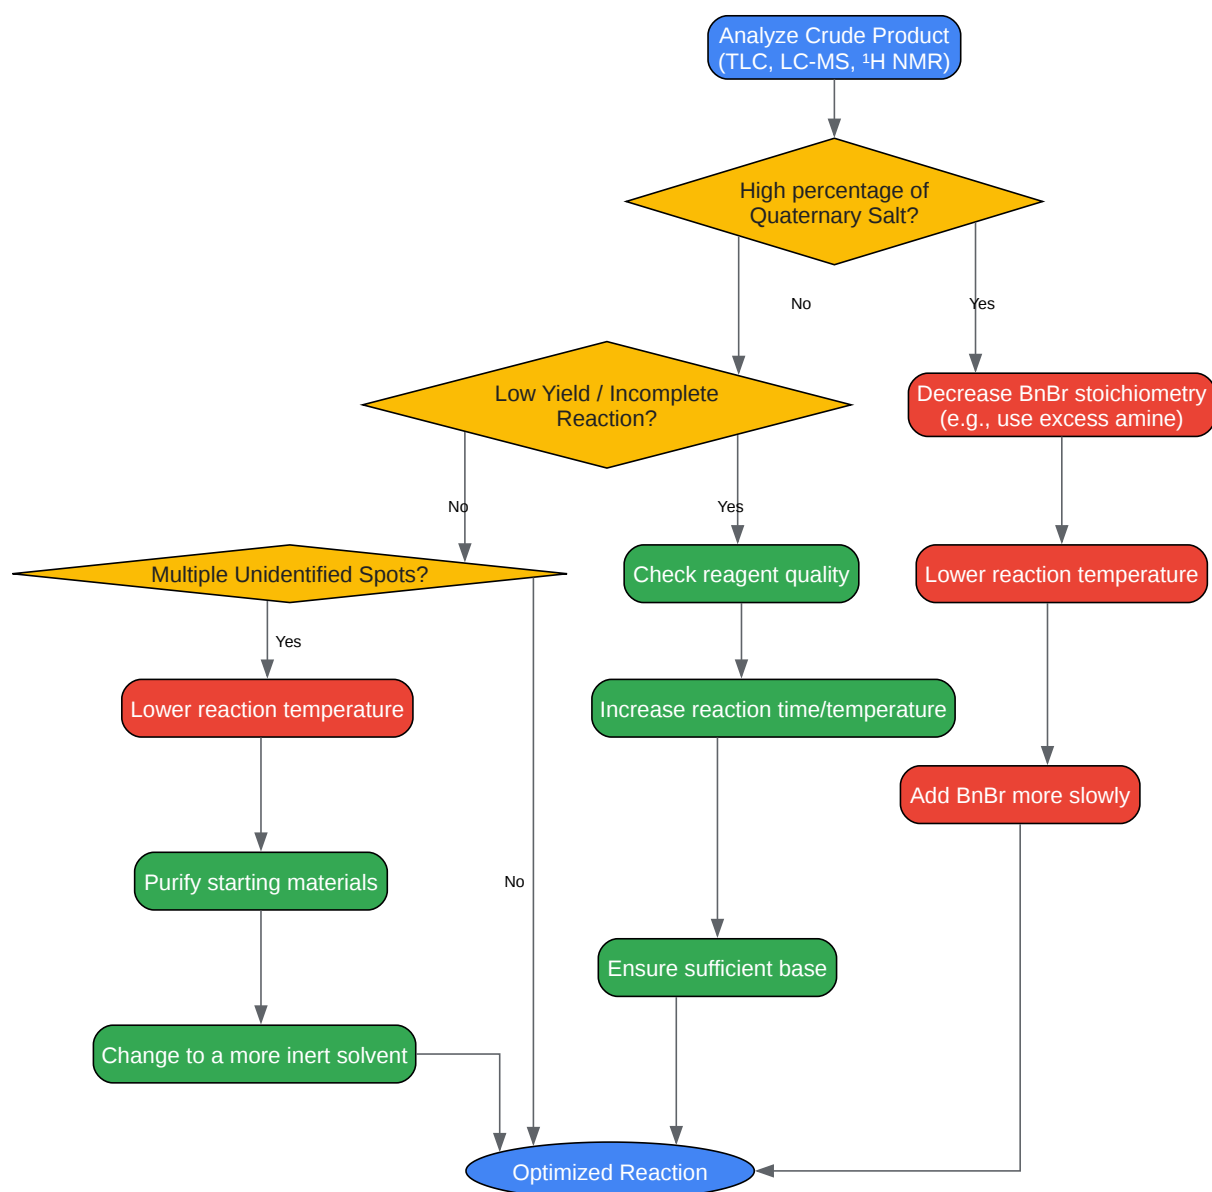 Analyze Crude Product
(TLC, LC-MS, ¹H NMR)
High percentage of
Quaternary Salt?
No
Yes
Low Yield / Incomplete
Reaction?
Decrease BnBr stoichiometry
(e.g., use excess amine)
No
Yes
Multiple Unidentified Spots?
Check reagent quality
Lower reaction temperature
Yes
Lower reaction temperature
Increase reaction time/temperature
Add BnBr more slowly
Purify starting materials
No
Ensure sufficient base
Change to a more inert solvent
Optimized Reaction